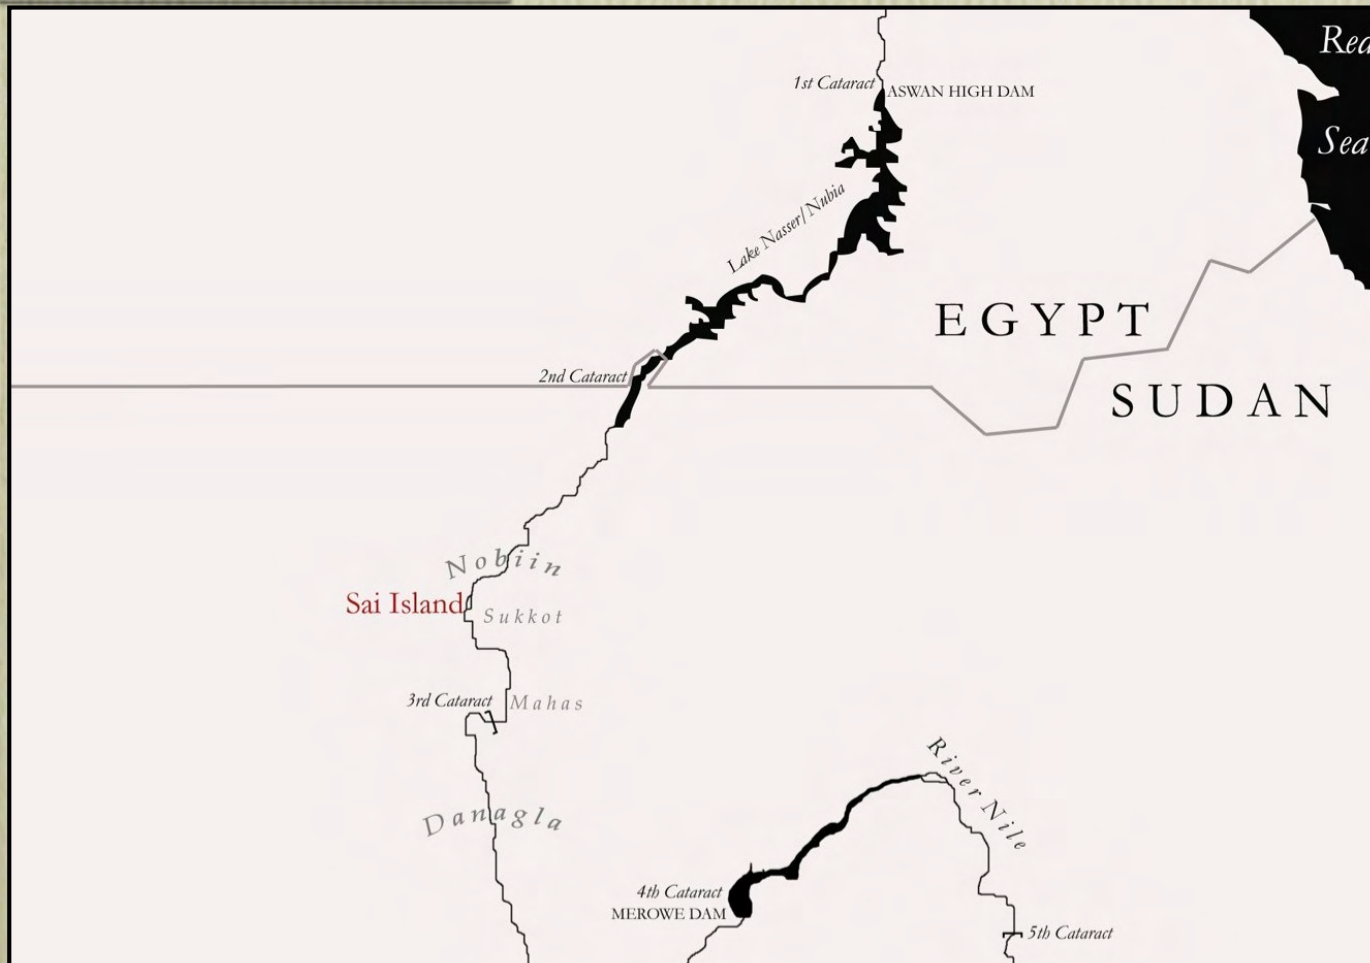 Red
Sea
1st Cataract
ASWAN HIGH DAM
Lake Nasser/Nubia
EGYPT
2nd Cataract
SUDAN
Nobiin
Sai Island
Sukkot
3rd Cataract
Mahas
River Nile
Danagla
4th Cataract
MEROWE DAM
5th Cataract